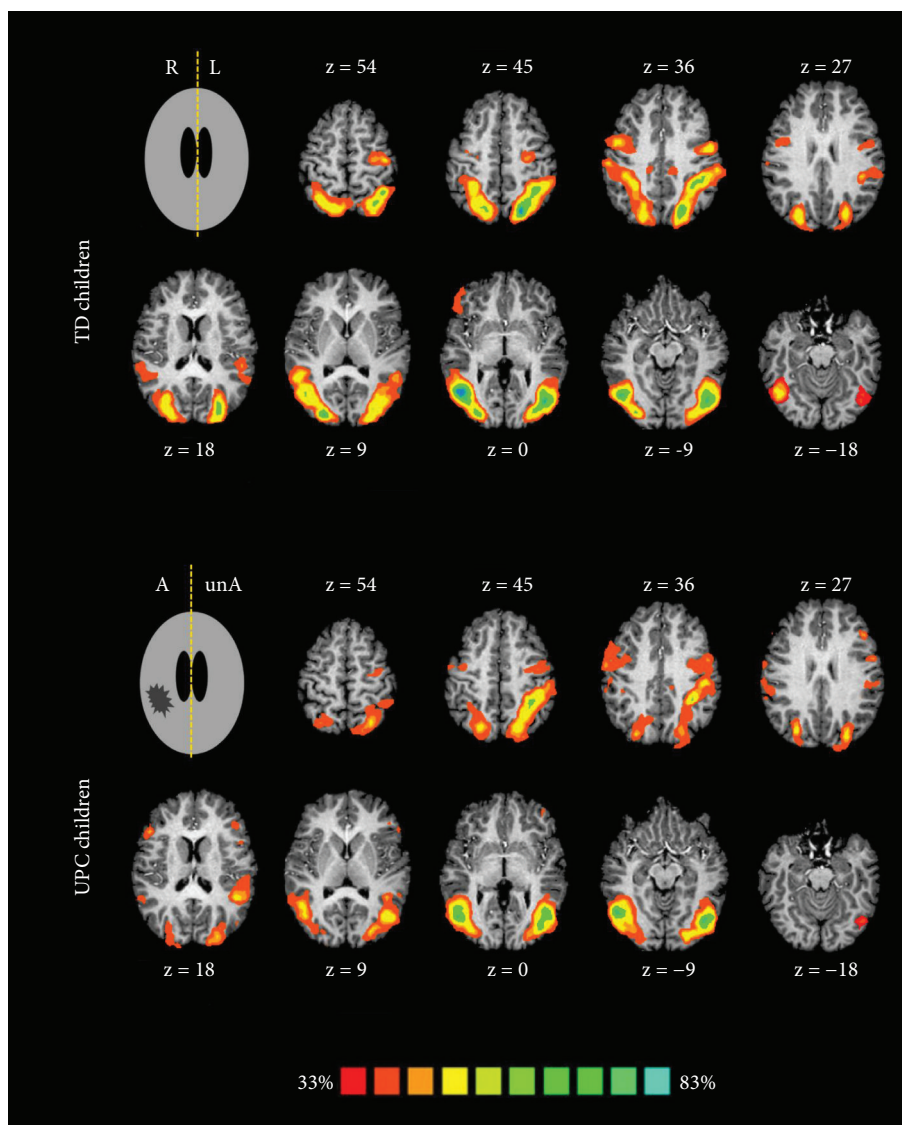 R L z = 54 z = 45 z = 36 z = 27
TD children
z = 18 z = 9 z = 0 z = -9 z = −18
A unA z = 54 z = 45 z = 36 z = 27
UPC children
z = 18 z = 9 z = 0 z = −9 z = −18
33% 83%